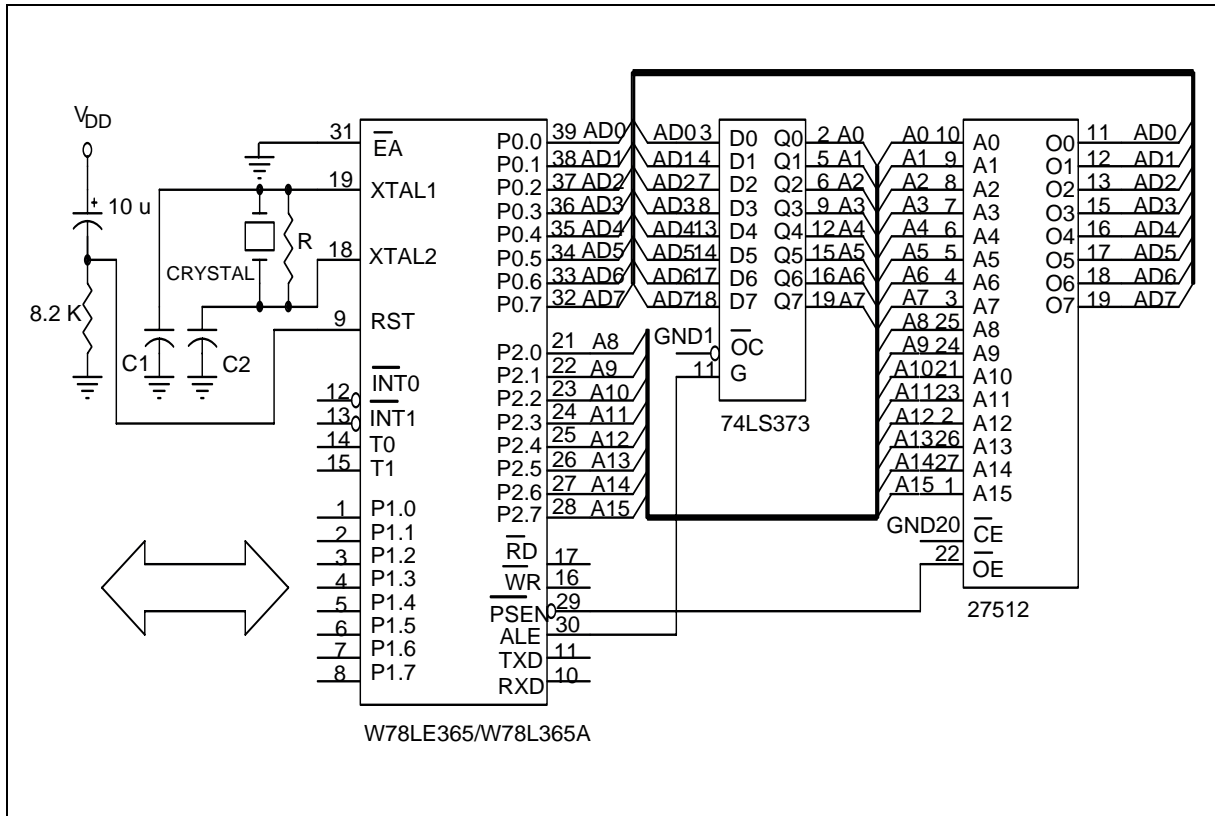 VDD
10 u
8.2 K
C1
C2
CRYSTAL
R
31 EA
19 XTAL1
18 XTAL2
9 RST
12 INT0
13 INT1
14 T0
15 T1
1 P1.0
2 P1.1
3 P1.2
4 P1.3
5 P1.4
6 P1.5
7 P1.6
8 P1.7
P0.0 39 AD0
P0.1 38 AD1
P0.2 37 AD2
P0.3 36 AD3
P0.4 35 AD4
P0.5 34 AD5
P0.6 33 AD6
P0.7 32 AD7
P2.0 21 A8
P2.1 22 A9
P2.2 23 A10
P2.3 24 A11
P2.4 25 A12
P2.5 26 A13
P2.6 27 A14
P2.7 28 A15
RD 17
WR 16
PSEN 29
ALE 30
TXD 11
RXD 10
W78LE365/W78L365A
AD0 3 D0 Q0 2 A0
AD1 4 D1 Q1 5 A1
AD2 7 D2 Q2 6 A2
AD3 8 D3 Q3 9 A3
AD4 13 D4 Q4 12 A4
AD5 14 D5 Q5 15 A5
AD6 17 D6 Q6 16 A6
AD7 18 D7 Q7 19 A7
GND 1 OC
11 G
74LS373
A0 10 A0 O0 11 AD0
A1 9 A1 O1 12 AD1
A2 8 A2 O2 13 AD2
A3 7 A3 O3 15 AD3
A4 6 A4 O4 16 AD4
A5 5 A5 O5 17 AD5
A6 4 A6 O6 18 AD6
A7 3 A7 O7 19 AD7
A8 25 A8
A9 24 A9
A10 21 A10
A11 23 A11
A12 2 A12
A13 26 A13
A14 27 A14
A15 1 A15
GND 20 CE
22 OE
27512